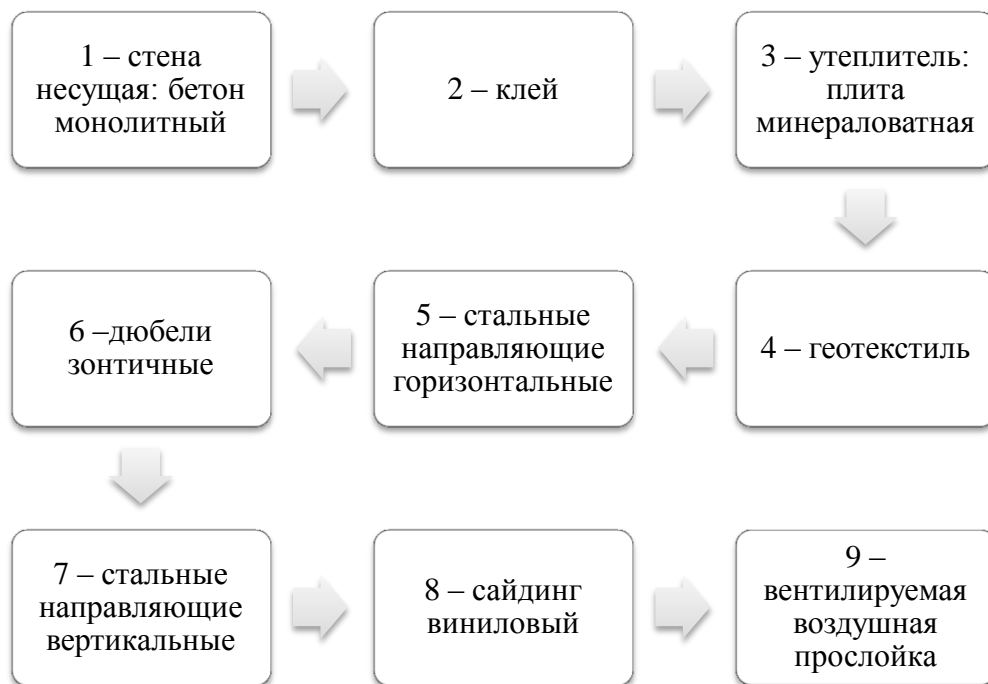 1 – стена
несущая: бетон
монолитный
2 – клей
3 – утеплитель:
плита
минераловатная
4 – геотекстиль
5 – стальные
направляющие
горизонтальные
6 –дюбели
зонтичные
7 – стальные
направляющие
вертикальные
8 – сайдинг
виниловый
9 –
вентилируемая
воздушная
прослойка